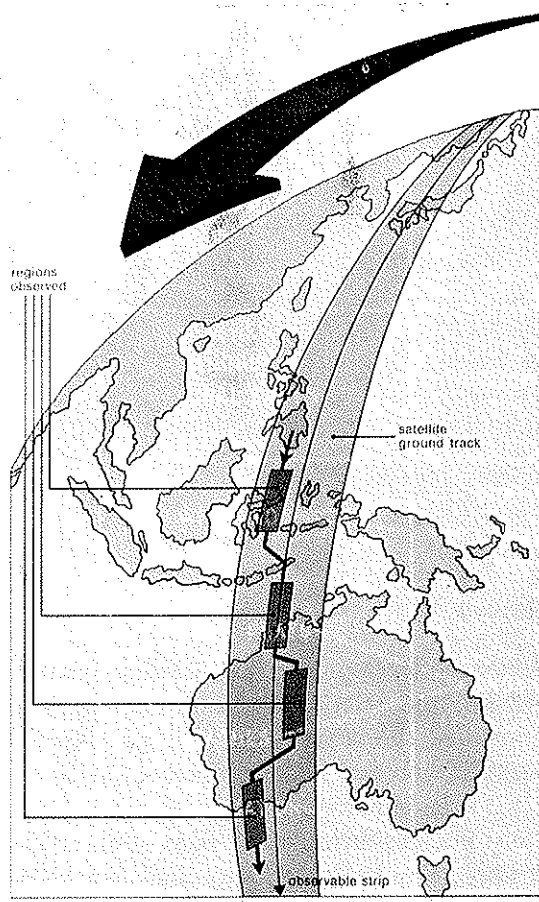 regions
observed
satellite
ground track
observable strip